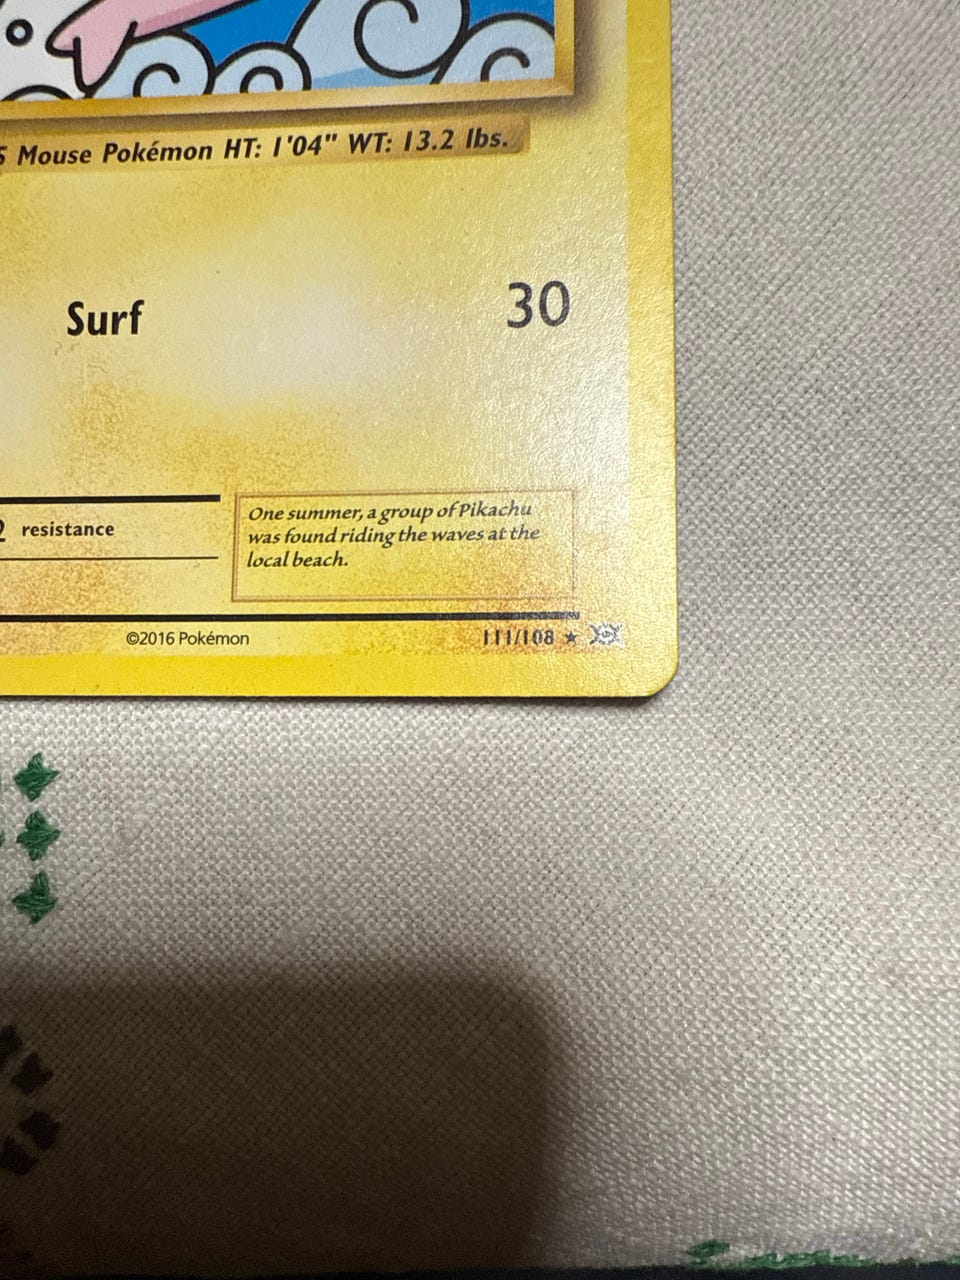 Mouse Pokémon HT: 1'04" WT: 13.2 lbs.
Surf 30
resistance
One summer, a group of Pikachu
was found riding the waves at the
local beach.
©2016 Pokémon 111/108 ★